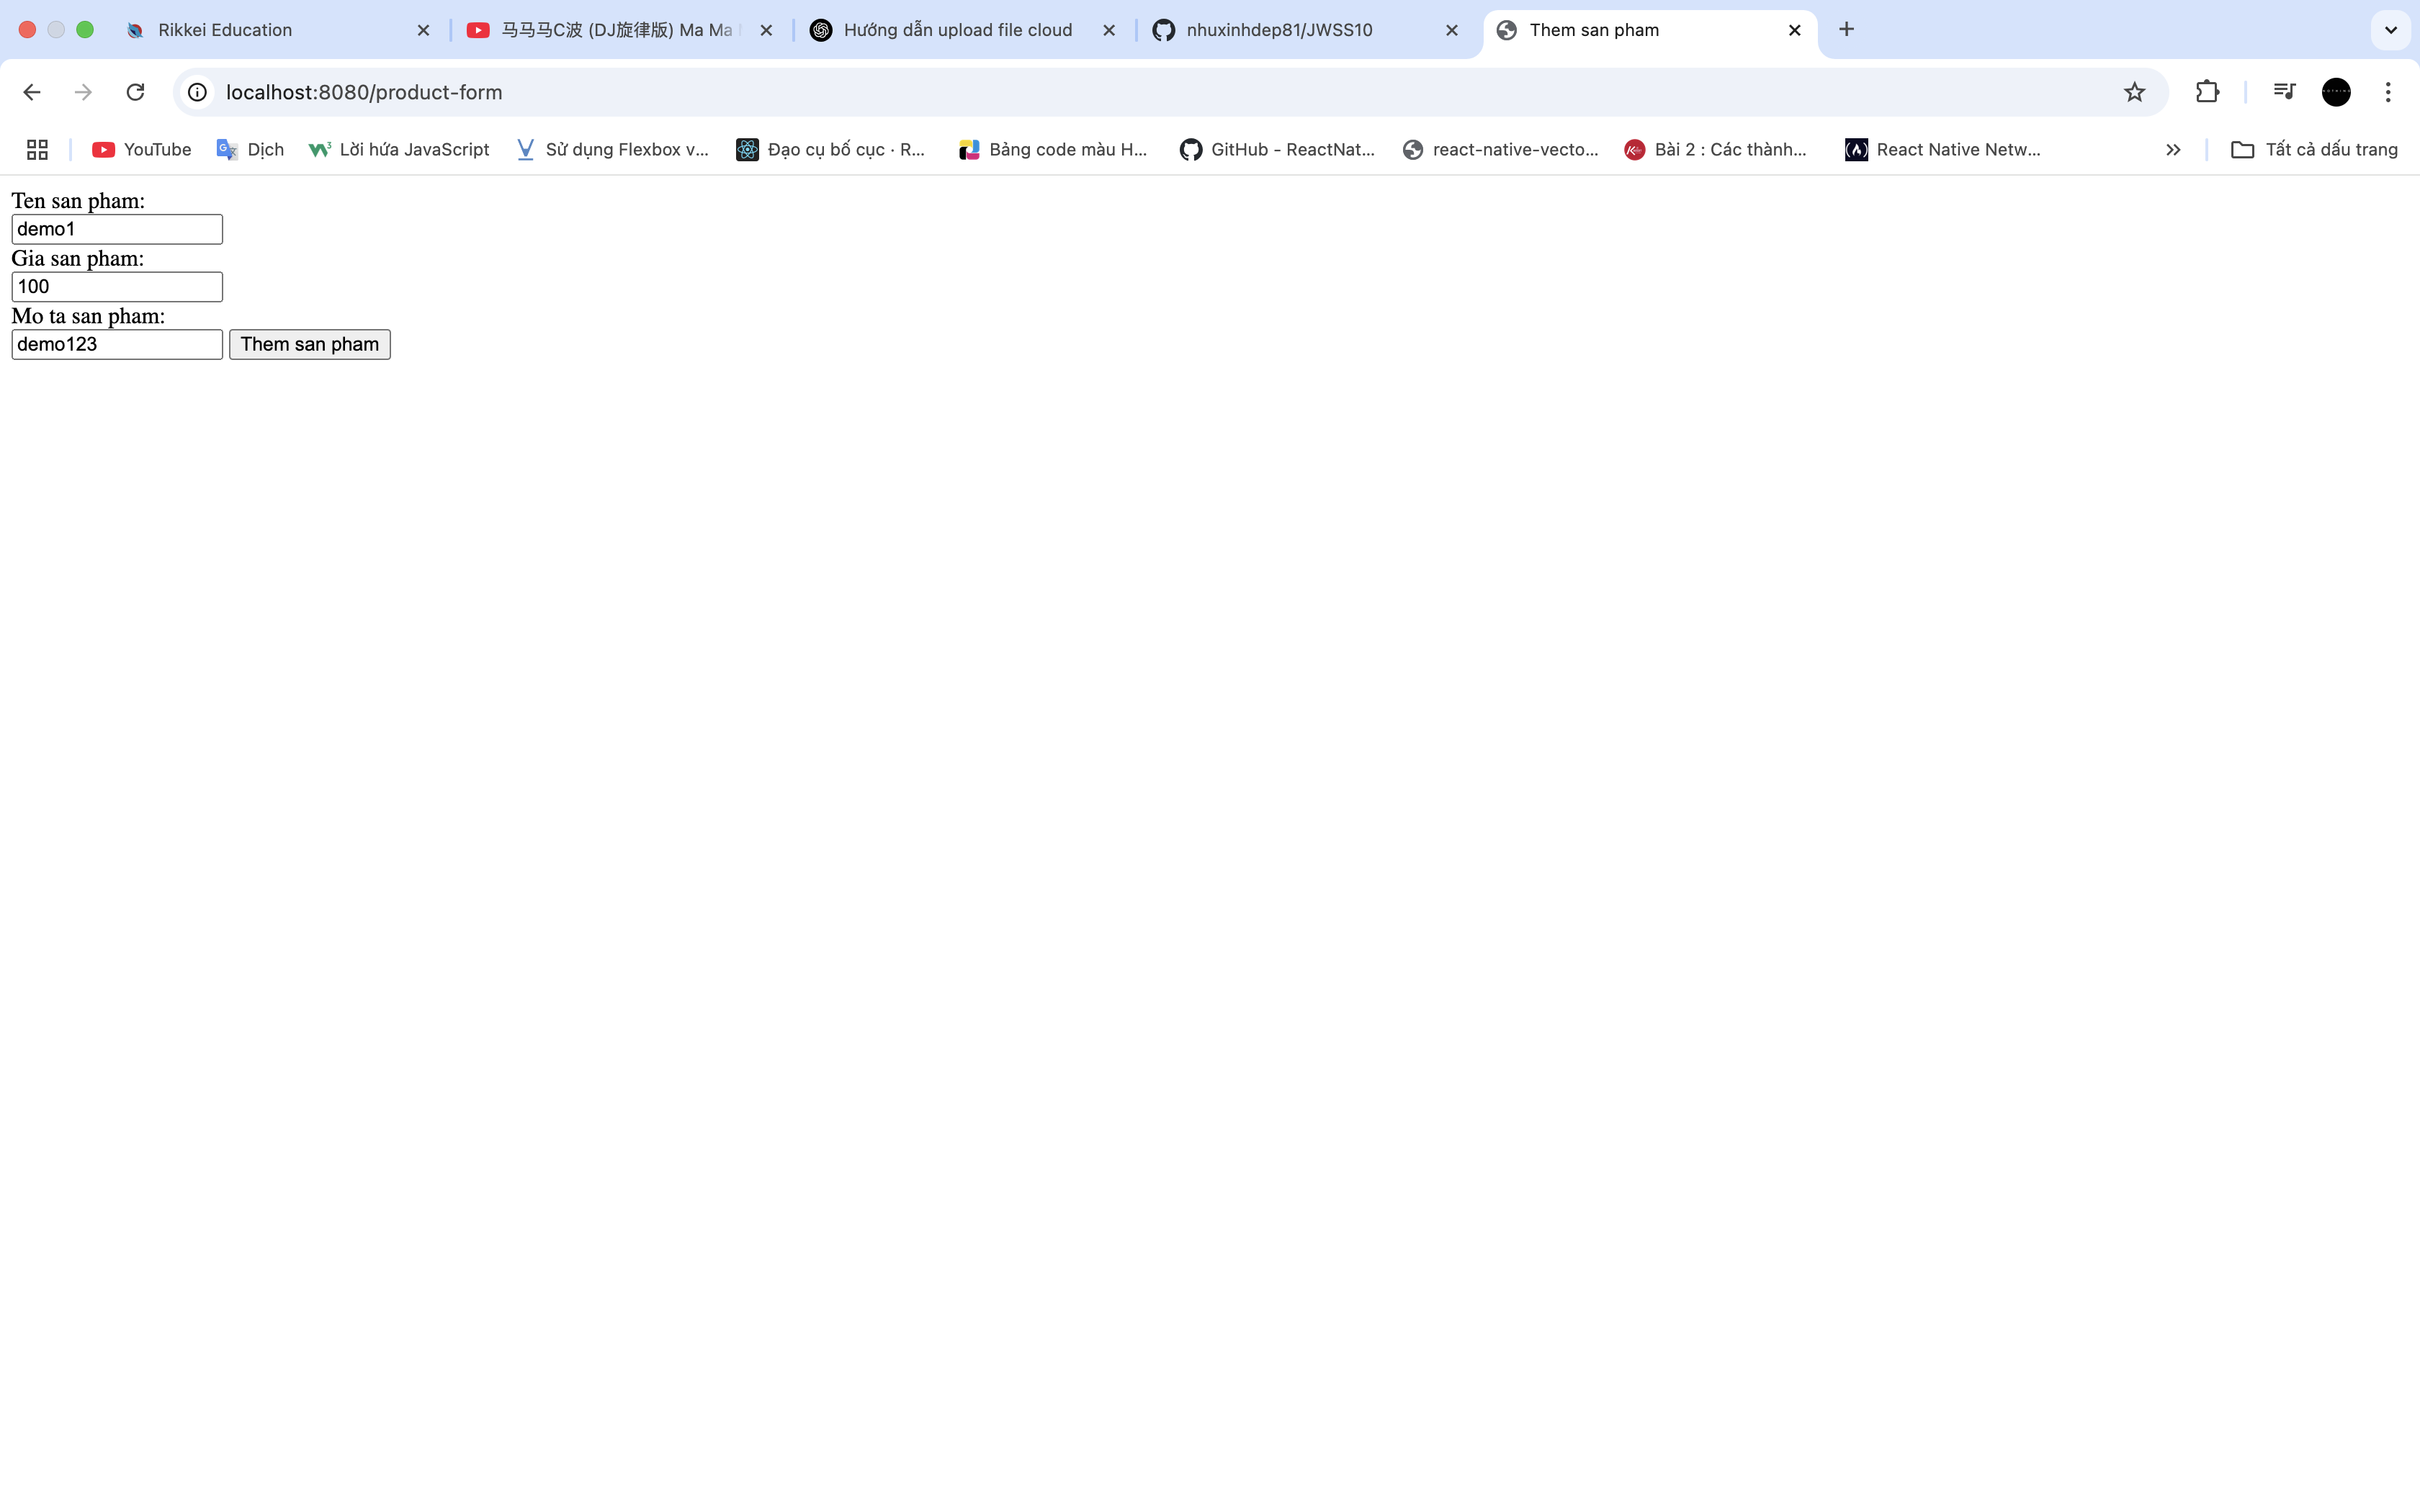 Rikkei Education
马马马C波 (DJ旋律版) Ma Ma
Hướng dẫn upload file cloud
nhuxinhdep81/JWSS10
Them san pham
localhost:8080/product-form
YouTube
Dịch
Lời hứa JavaScript
Sử dụng Flexbox v...
Đạo cụ bố cục · R...
Bảng code màu H...
GitHub - ReactNat...
react-native-vecto...
Bài 2 : Các thành...
React Native Netw...
Tất cả dấu trang
Ten san pham:
demo1
Gia san pham:
100
Mo ta san pham:
demo123 Them san pham